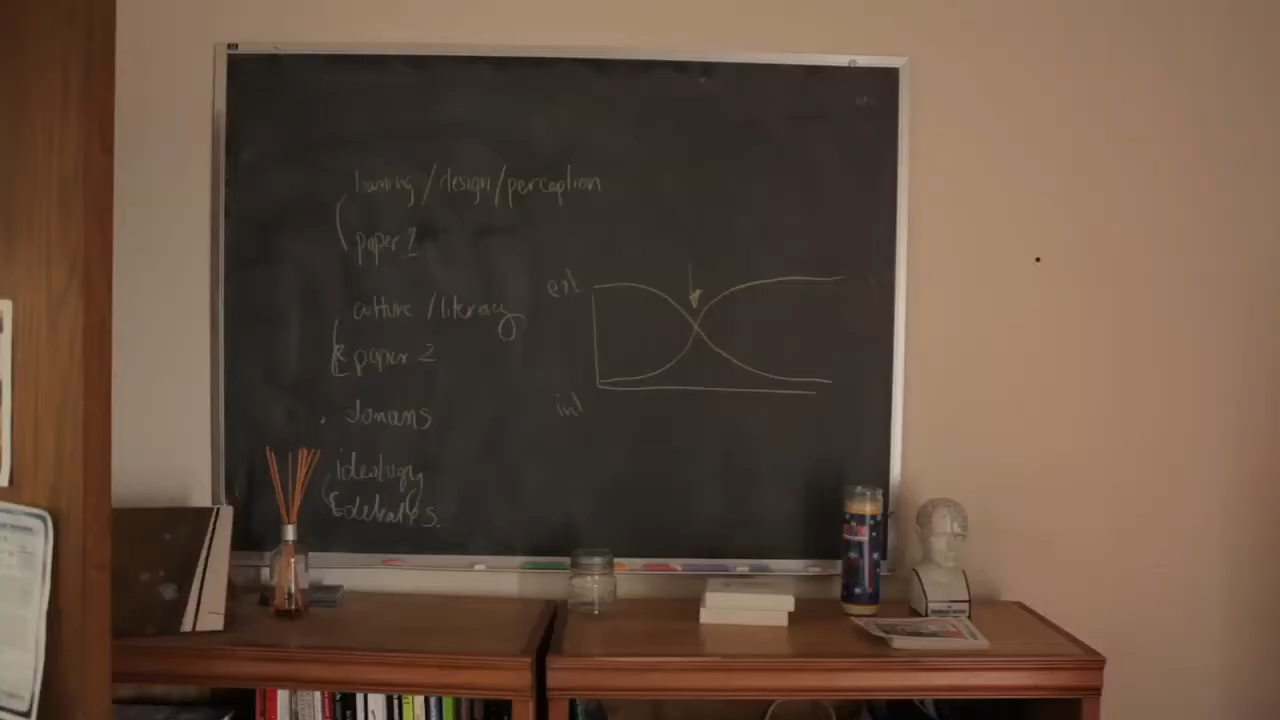 learning / design / perception
paper 1
culture / literacy
& paper 2
domains
ideology
& debates.
ext
int